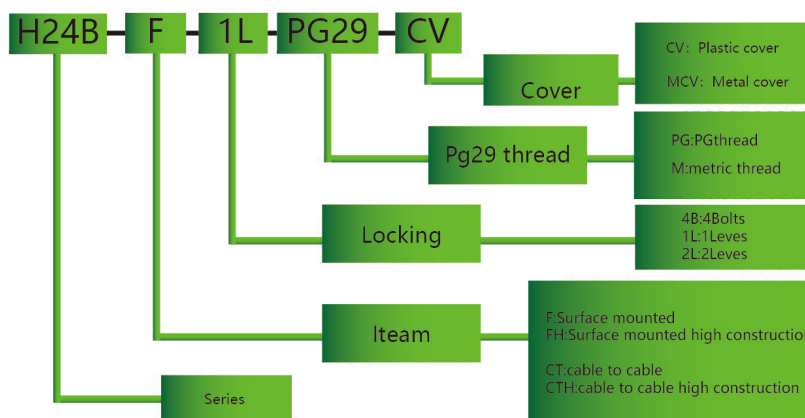 H24B F 1L PG29 CV
CV: Plastic cover
Cover
MCV: Metal cover
PG:PGthread
Pg29 thread
M:metric thread
4B:4Bolts
Locking
1L:1Leves
2L:2Leves
F:Surface mounted
Iteam
FH:Surface mounted high construction
CT:cable to cable
CTH:cable to cable high construction
Series